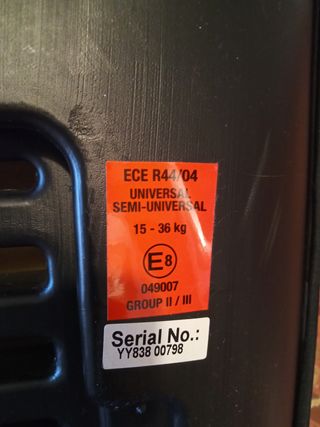 ECE R44/04
UNIVERSAL
SEMI-UNIVERSAL
15 - 36 kg
E8
049007
GROUP II / III
Serial No.:
YY838 00798